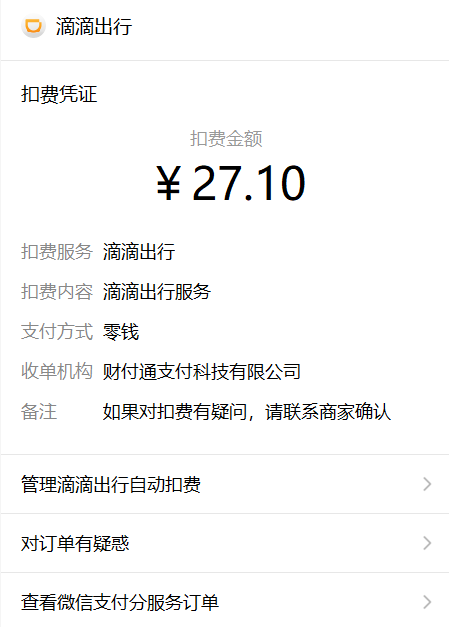 滴滴出行
扣费凭证
扣费金额
￥27.10
扣费服务 滴滴出行
扣费内容 滴滴出行服务
支付方式 零钱
收单机构 财付通支付科技有限公司
备注 如果对扣费有疑问，请联系商家确认
管理滴滴出行自动扣费
对订单有疑惑
查看微信支付分服务订单